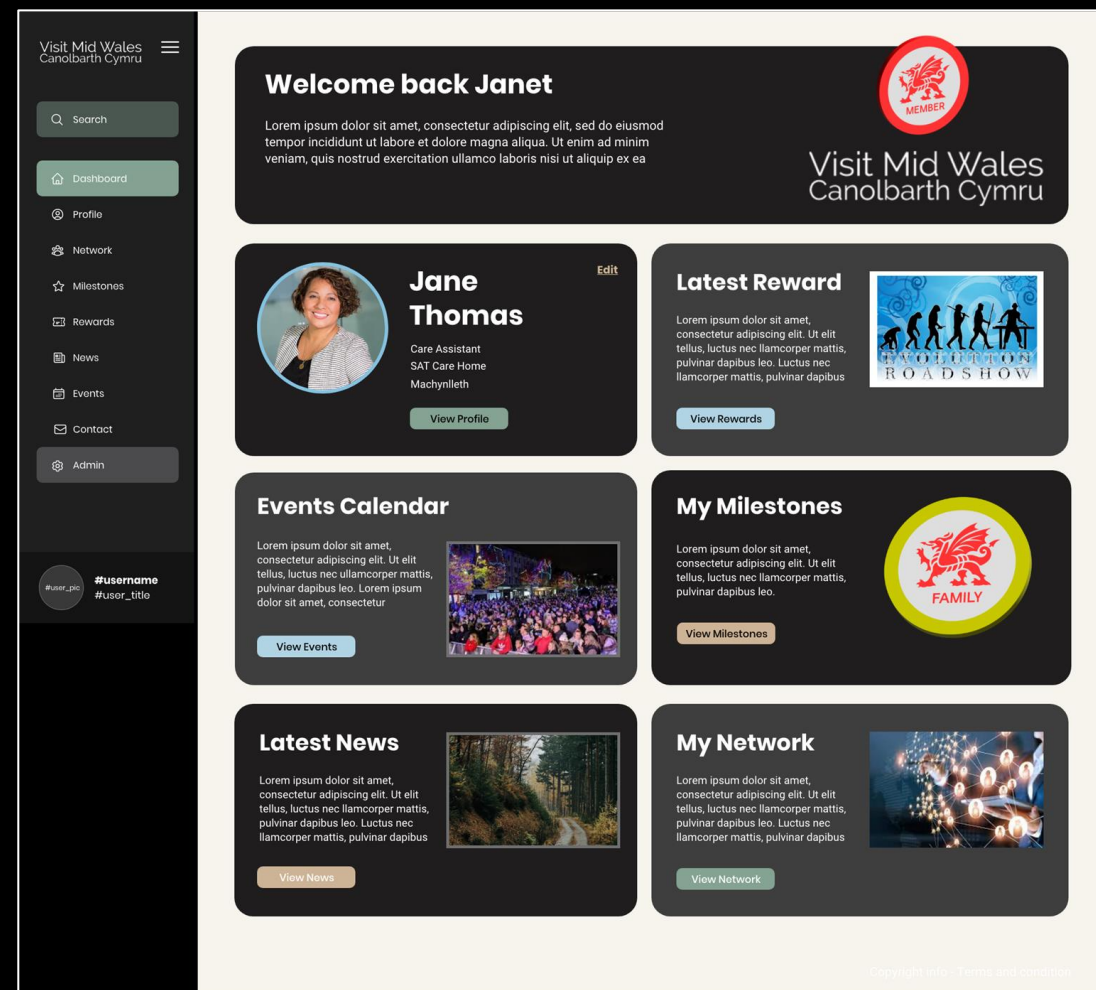 Visit Mid Wales
Canolbarth Cymru
Search
Dashboard
Profile
Network
Milestones
Rewards
News
Events
Contact
Admin
#user_pic
#username
#user_title
Welcome back Janet
Lorem ipsum dolor sit amet, consectetur adipiscing elit, sed do eiusmod
tempor incididunt ut labore et dolore magna aliqua. Ut enim ad minim
veniam, quis nostrud exercitation ullamco laboris nisi ut aliquip ex ea
MEMBER
Visit Mid Wales
Canolbarth Cymru
Jane
Thomas
Edit
Care Assistant
SAT Care Home
Machynlleth
View Profile
Latest Reward
Lorem ipsum dolor sit amet,
consectetur adipiscing elit. Ut elit
tellus, luctus nec llamcorper mattis,
pulvinar dapibus leo. Luctus nec
llamcorper mattis, pulvinar dapibus
EVOLUTION
ROADSHOW
View Rewards
Events Calendar
Lorem ipsum dolor sit amet,
consectetur adipiscing elit. Ut elit
tellus, luctus nec ullamcorper mattis,
pulvinar dapibus leo. Lorem ipsum
dolor sit amet, consectetur
View Events
My Milestones
Lorem ipsum dolor sit amet,
consectetur adipiscing elit. Ut elit
tellus, luctus nec llamcorper mattis,
pulvinar dapibus leo.
FAMILY
View Milestones
Latest News
Lorem ipsum dolor sit amet,
consectetur adipiscing elit. Ut elit
tellus, luctus nec llamcorper mattis,
pulvinar dapibus leo. Luctus nec
llamcorper mattis, pulvinar dapibus
View News
My Network
Lorem ipsum dolor sit amet,
consectetur adipiscing elit. Ut elit
tellus, luctus nec llamcorper mattis,
pulvinar dapibus leo. Luctus nec
llamcorper mattis, pulvinar dapibus
View Network
Copyright Info - Terms and condition